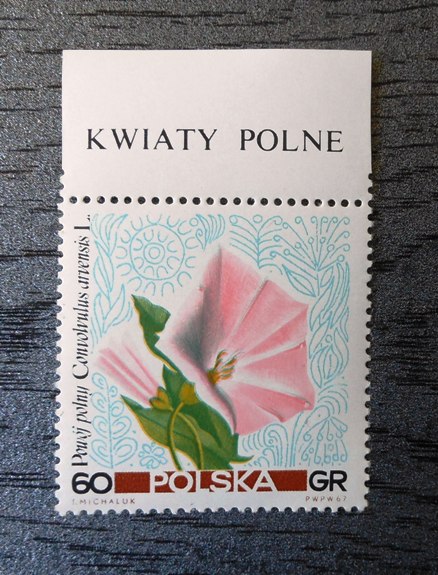 KWIATY POLNE
Powój polny Convolvulus arvensis L.
60 POLSKA GR
T. MICHALUK PWPW 67